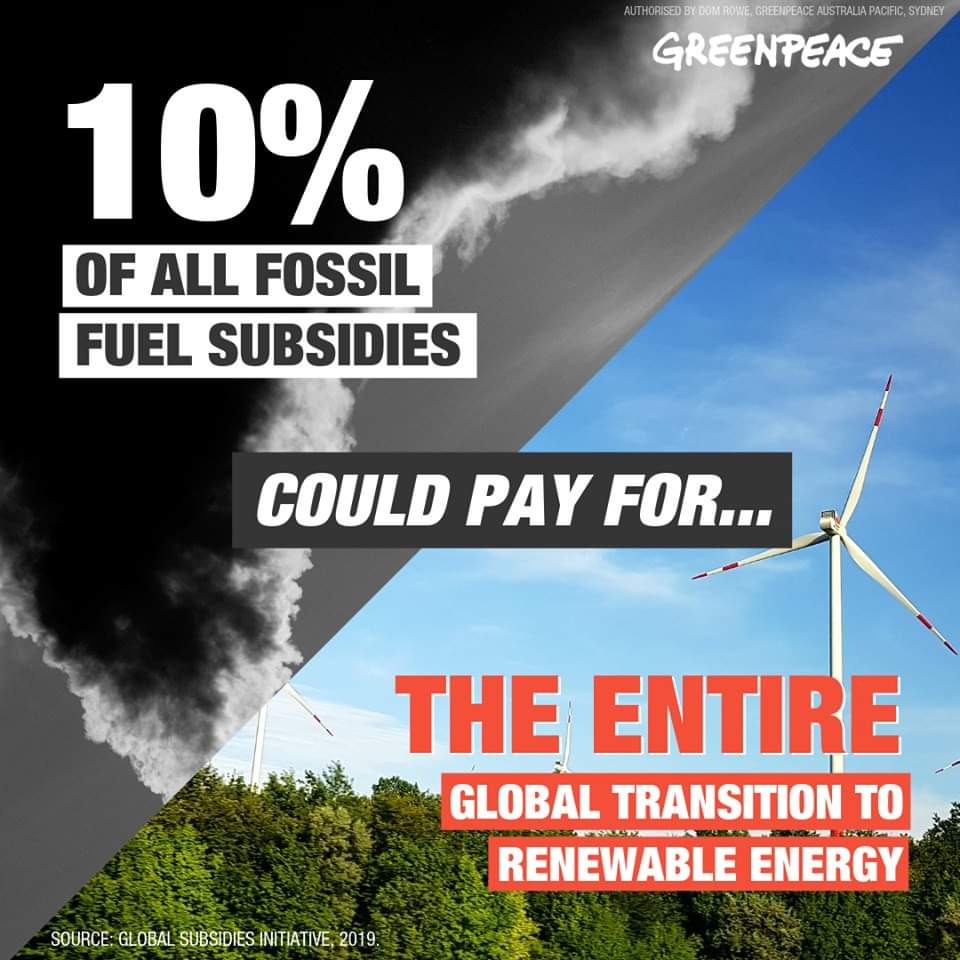 AUTHORISED BY DOM ROWE, GREENPEACE AUSTRALIA PACIFIC, SYDNEY
GREENPEACE
10%
OF ALL FOSSIL
FUEL SUBSIDIES
COULD PAY FOR...
THE ENTIRE
GLOBAL TRANSITION TO
RENEWABLE ENERGY
SOURCE: GLOBAL SUBSIDIES INITIATIVE, 2019.